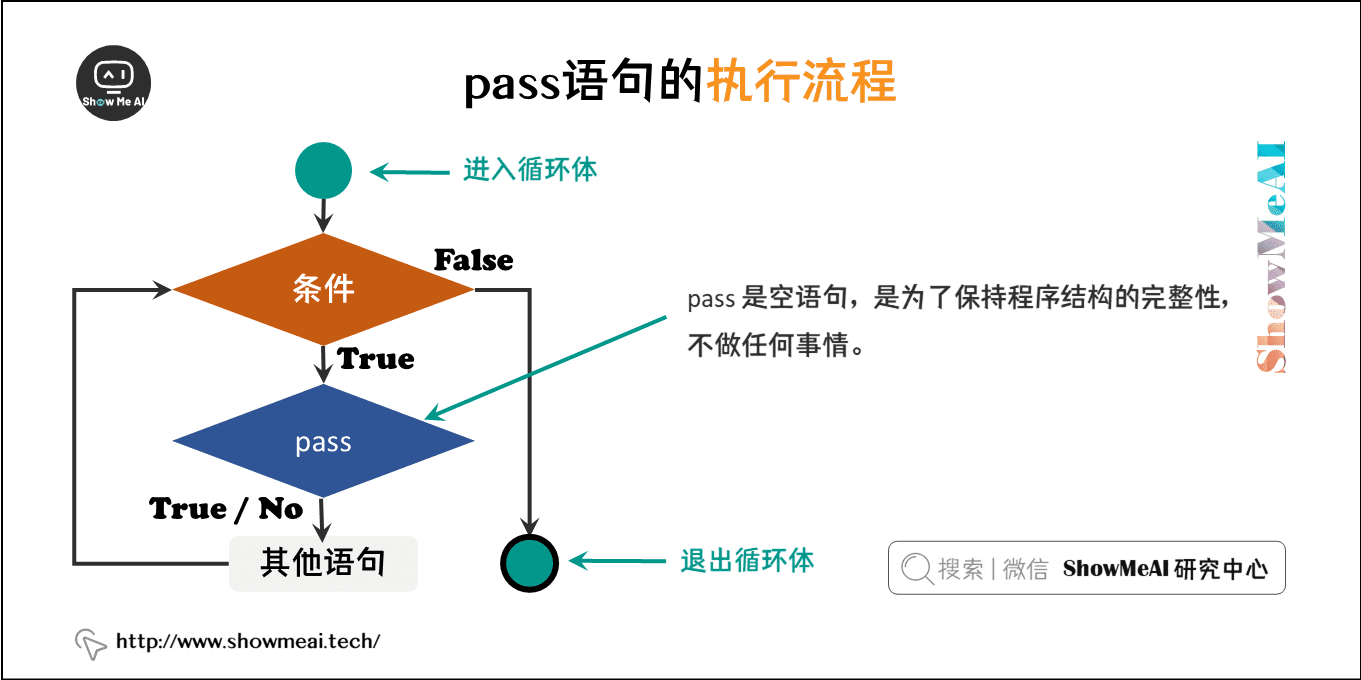 Show Me AI
pass语句的执行流程
进入循环体
条件
False
True
pass 是空语句，是为了保持程序结构的完整性，
不做任何事情。
pass
True / No
其他语句
退出循环体
搜索 | 微信 ShowMeAI 研究中心
http://www.showmeai.tech/
ShowMeAI